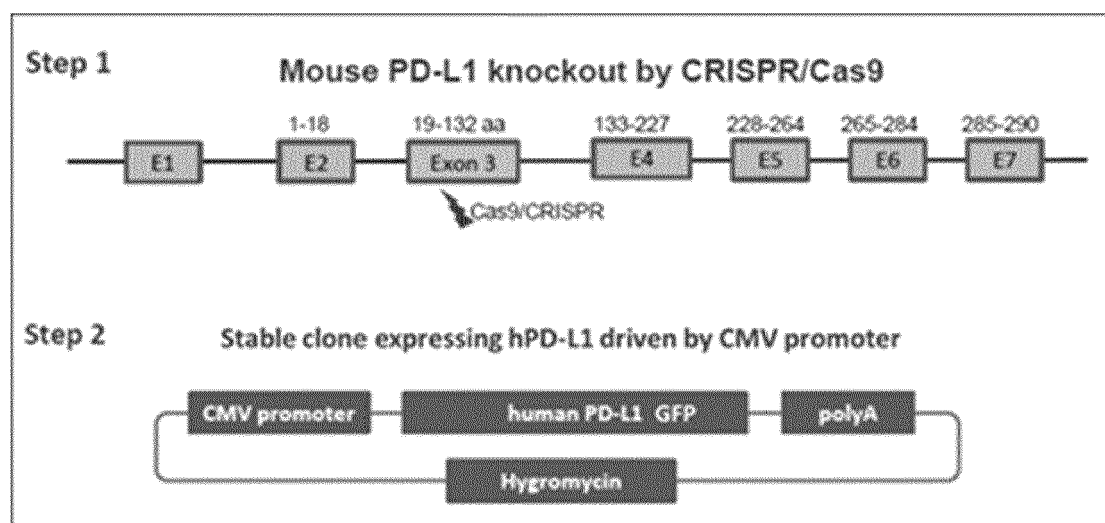 Step 1
Mouse PD-L1 knockout by CRISPR/Cas9
1-18 19-132 aa 133-227 228-264 265-284 285-290
E1 E2 Exon 3 E4 E5 E6 E7
Cas9/CRISPR
Step 2
Stable clone expressing hPD-L1 driven by CMV promoter
CMV promoter human PD-L1 GFP polyA
Hygromycin